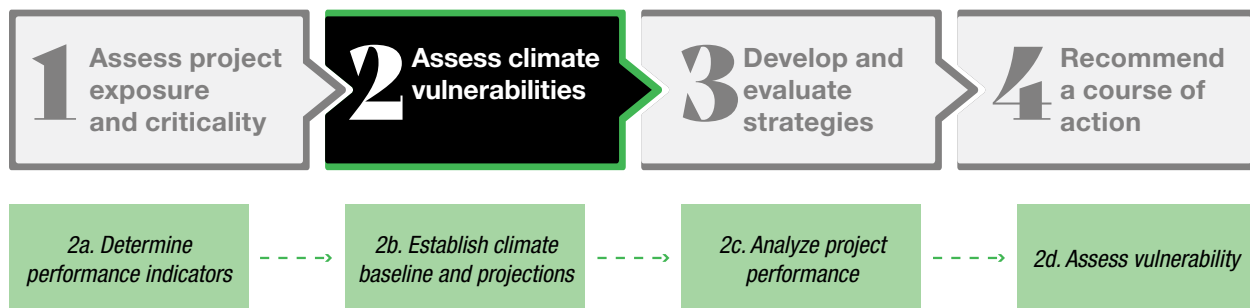 1
Assess project
exposure
and criticality
2
Assess climate
vulnerabilities
3
Develop and
evaluate
strategies
4
Recommend
a course of
action
2a. Determine
performance indicators
2b. Establish climate
baseline and projections
2c. Analyze project
performance
2d. Assess vulnerability